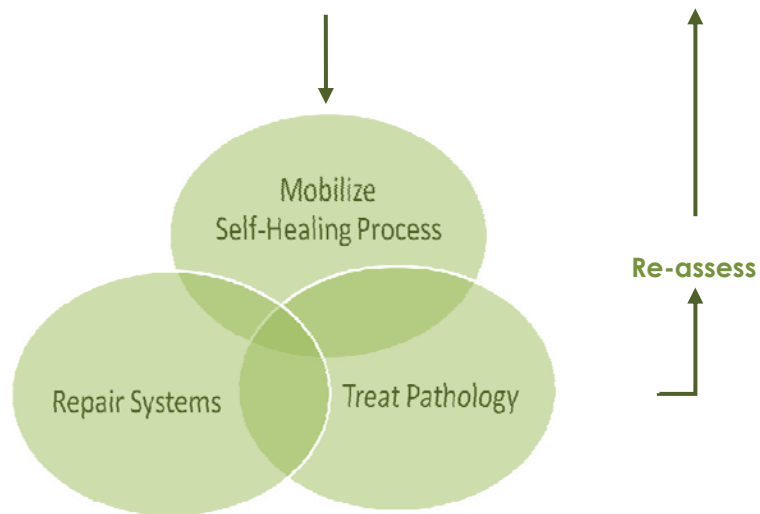 Mobilize
Self-Healing Process
Re-assess
Repair Systems
Treat Pathology